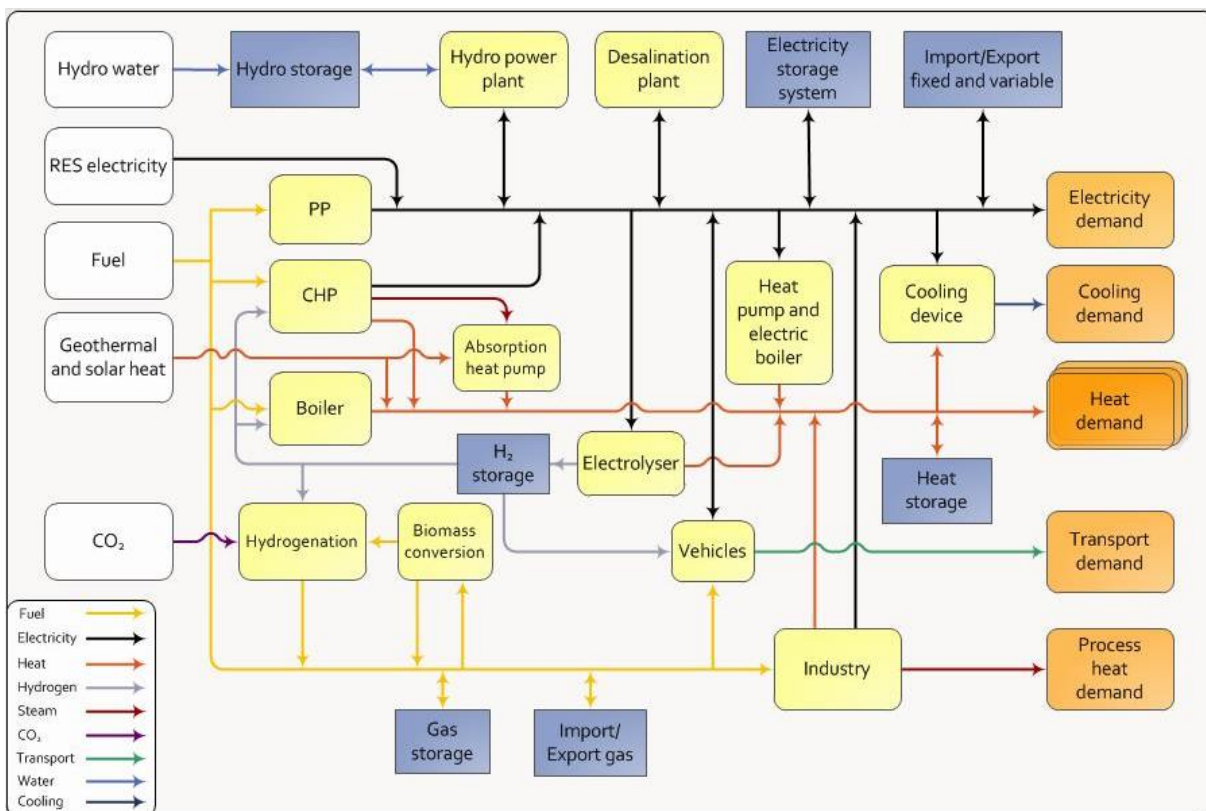 Hydro water
Hydro storage
Hydro power
plant
Desalination
plant
Electricity
storage
system
Import/Export
fixed and variable
RES electricity
PP
Electricity
demand
Fuel
CHP
Heat
pump and
electric
boiler
Cooling
device
Cooling
demand
Geothermal
and solar heat
Absorption
heat pump
Boiler
Heat
demand
H₂
storage
Electrolyser
Heat
storage
CO₂
Hydrogenation
Biomass
conversion
Vehicles
Transport
demand
Fuel
Electricity
Heat
Hydrogen
Steam
CO₂
Transport
Water
Cooling
Industry
Process
heat
demand
Gas
storage
Import/
Export gas